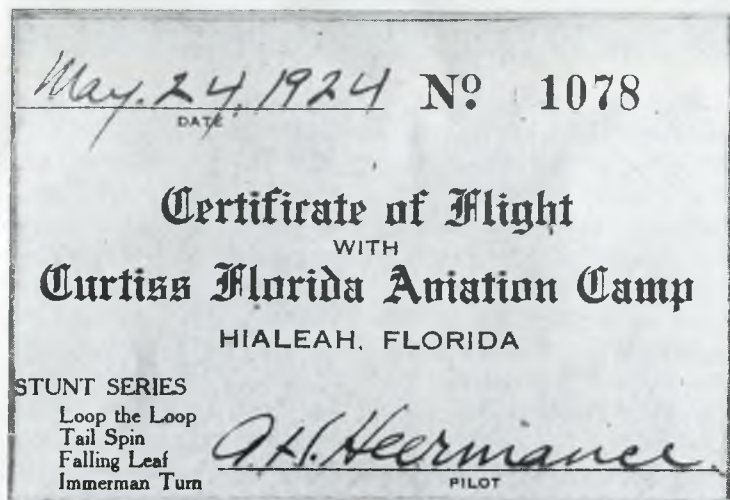 May. 24, 1924 Nº 1078
DATE
Certificate of Flight
WITH
Curtiss Florida Aviation Camp
HIALEAH, FLORIDA
STUNT SERIES
Loop the Loop
Tail Spin
Falling Leaf
Immerman Turn
A.H. Heermance.
PILOT